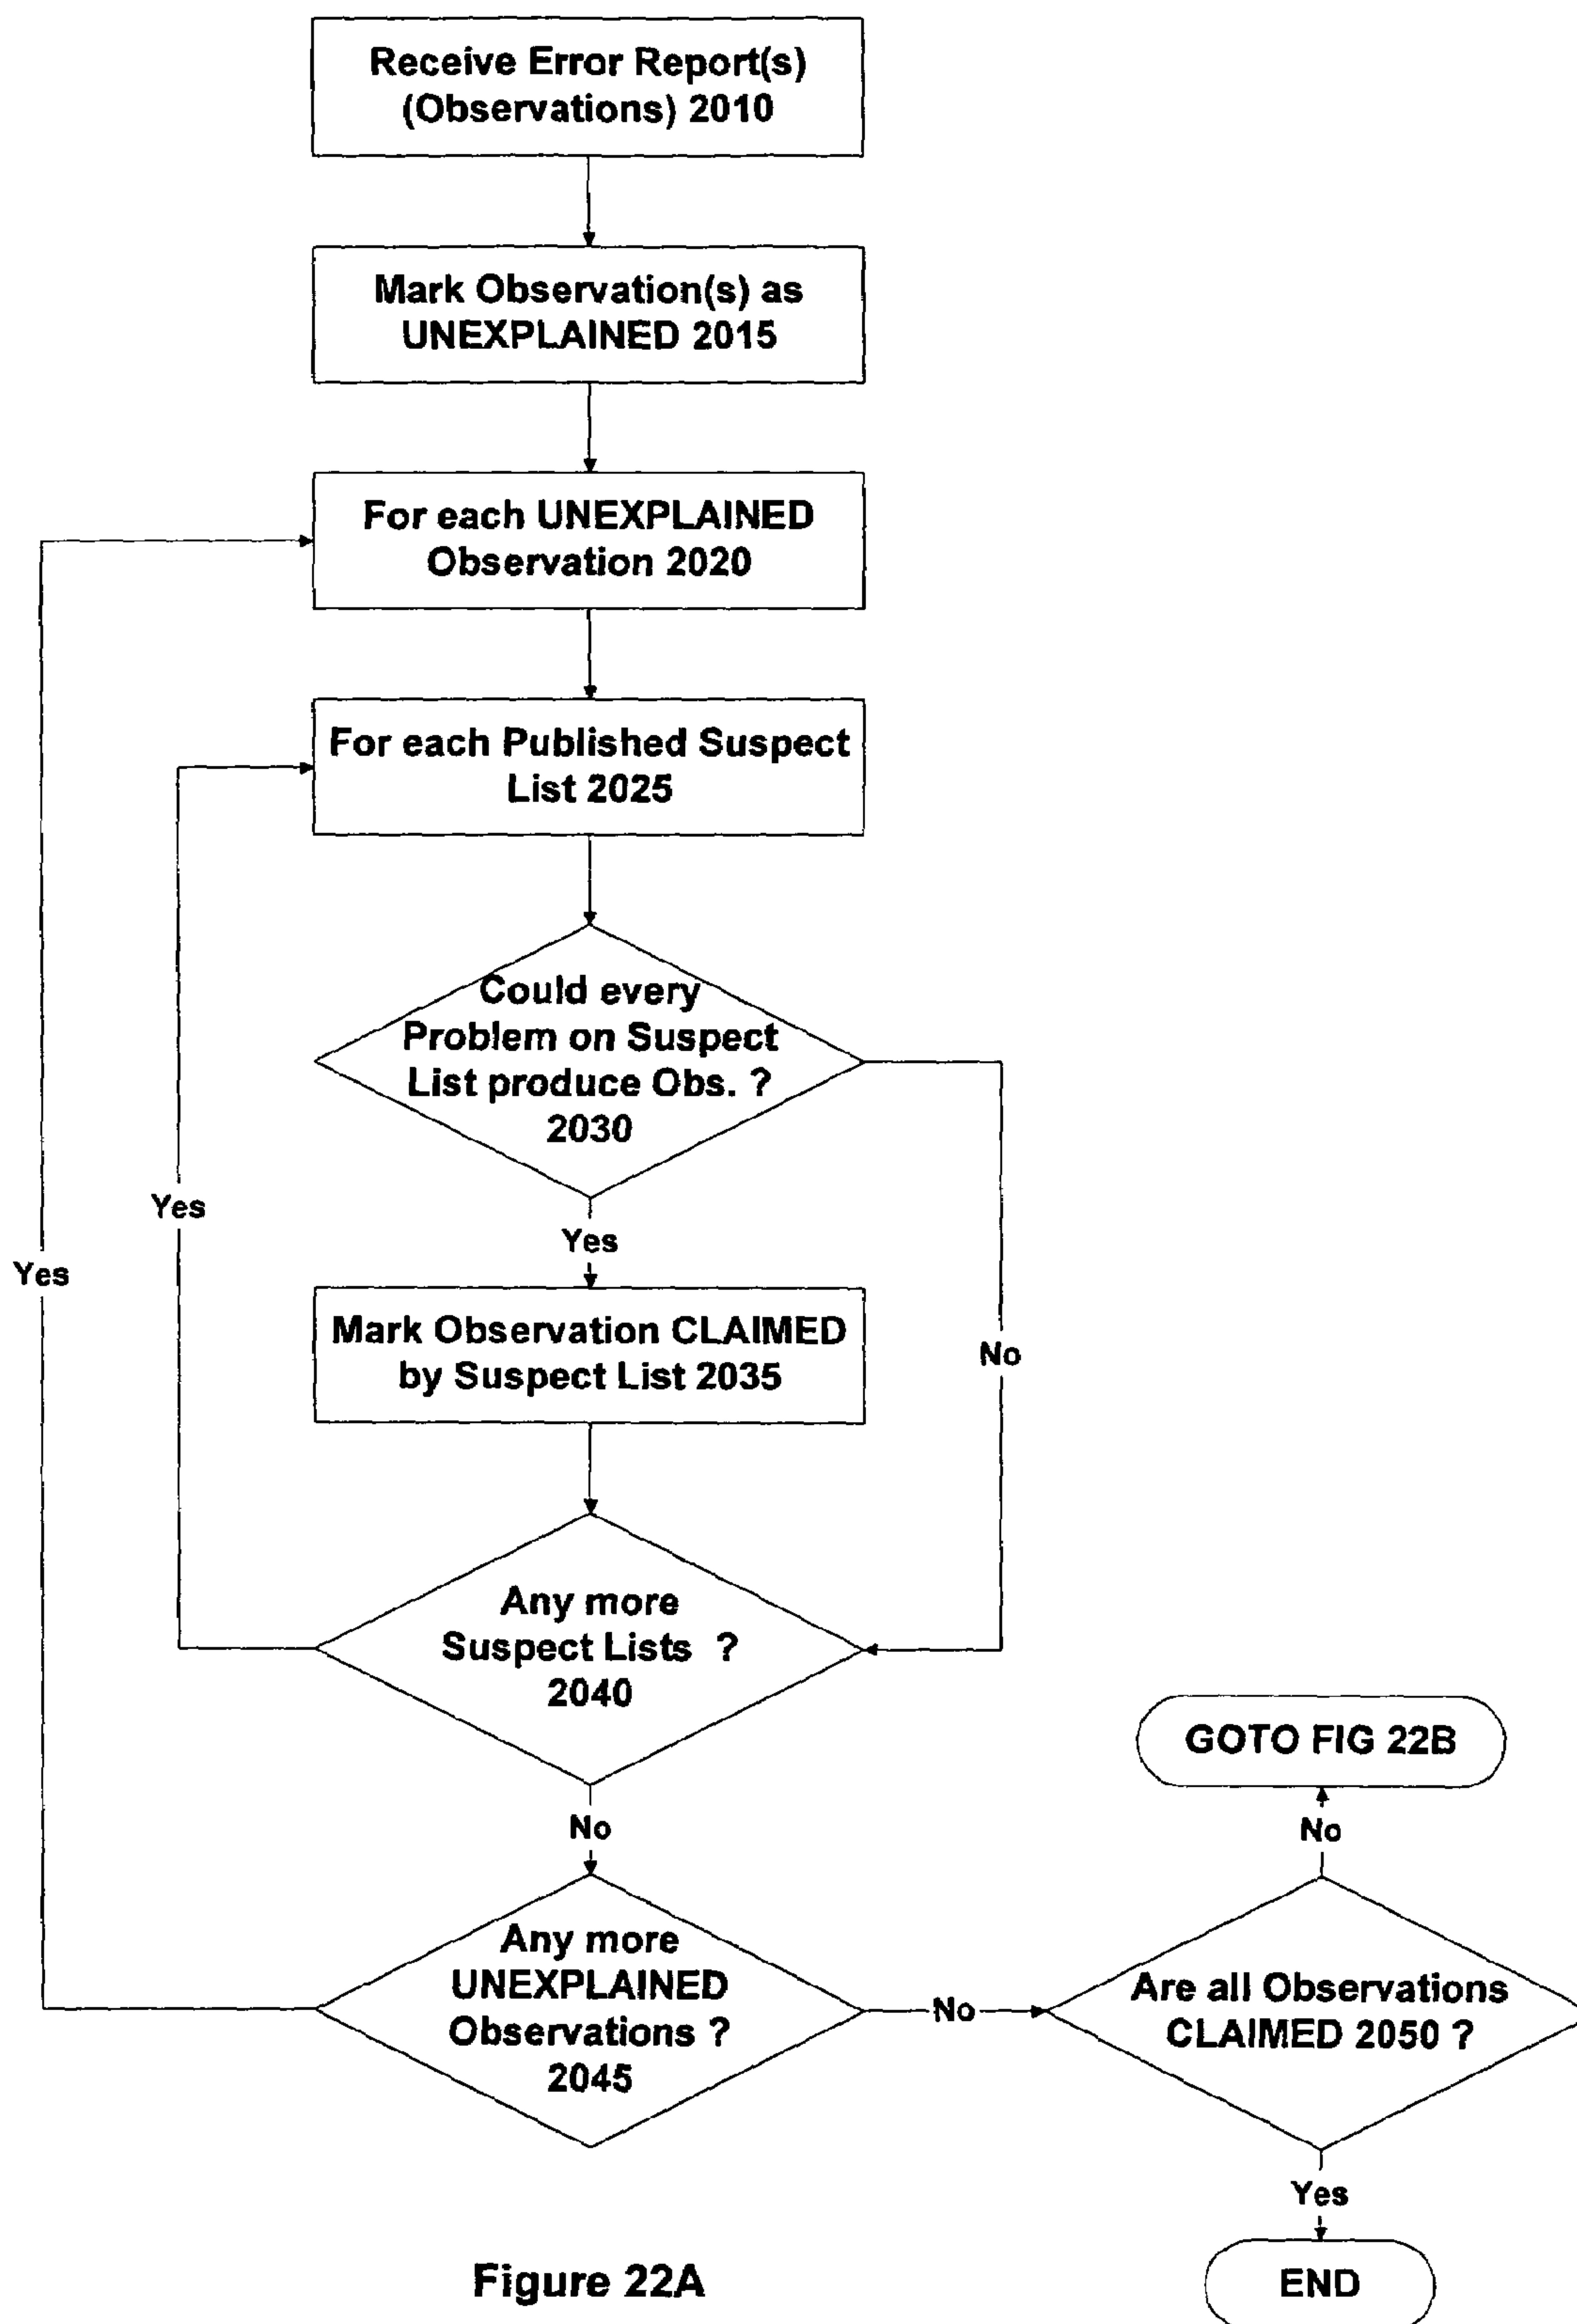 Receive Error Report(s)
(Observations) 2010
Mark Observation(s) as
UNEXPLAINED 2015
For each UNEXPLAINED
Observation 2020
For each Published Suspect
List 2025
Could every
Problem on Suspect
List produce Obs. ?
2030
Yes
Yes
Yes
Mark Observation CLAIMED
by Suspect List 2035
No
Any more
Suspect Lists ?
2040
GOTO FIG 22B
No
No
Any more
UNEXPLAINED
Observations ?
2045
No
Are all Observations
CLAIMED 2050 ?
Yes
END
Figure 22A